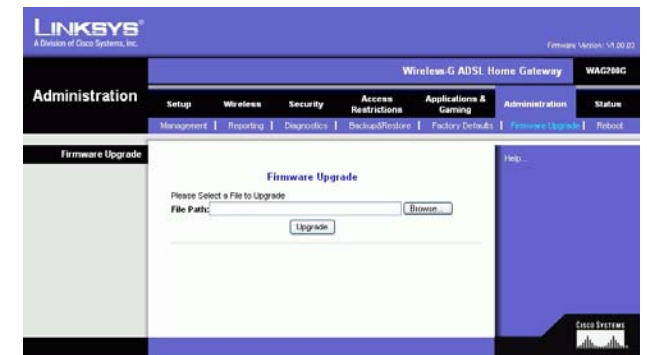 LINKSYS®
A Division of Cisco Systems, Inc.
Firmware Version: V1.00.03
Wireless-G ADSL Home Gateway
WAG200G
Administration
Setup
Wireless
Security
Access Restrictions
Applications & Gaming
Administration
Status
Management | Reporting | Diagnostics | Backup&Restore | Factory Defaults | Firmware Upgrade | Reboot
Firmware Upgrade
Help...
Firmware Upgrade
Please Select a File to Upgrade
File Path:
Browse...
Upgrade
CISCO SYSTEMS